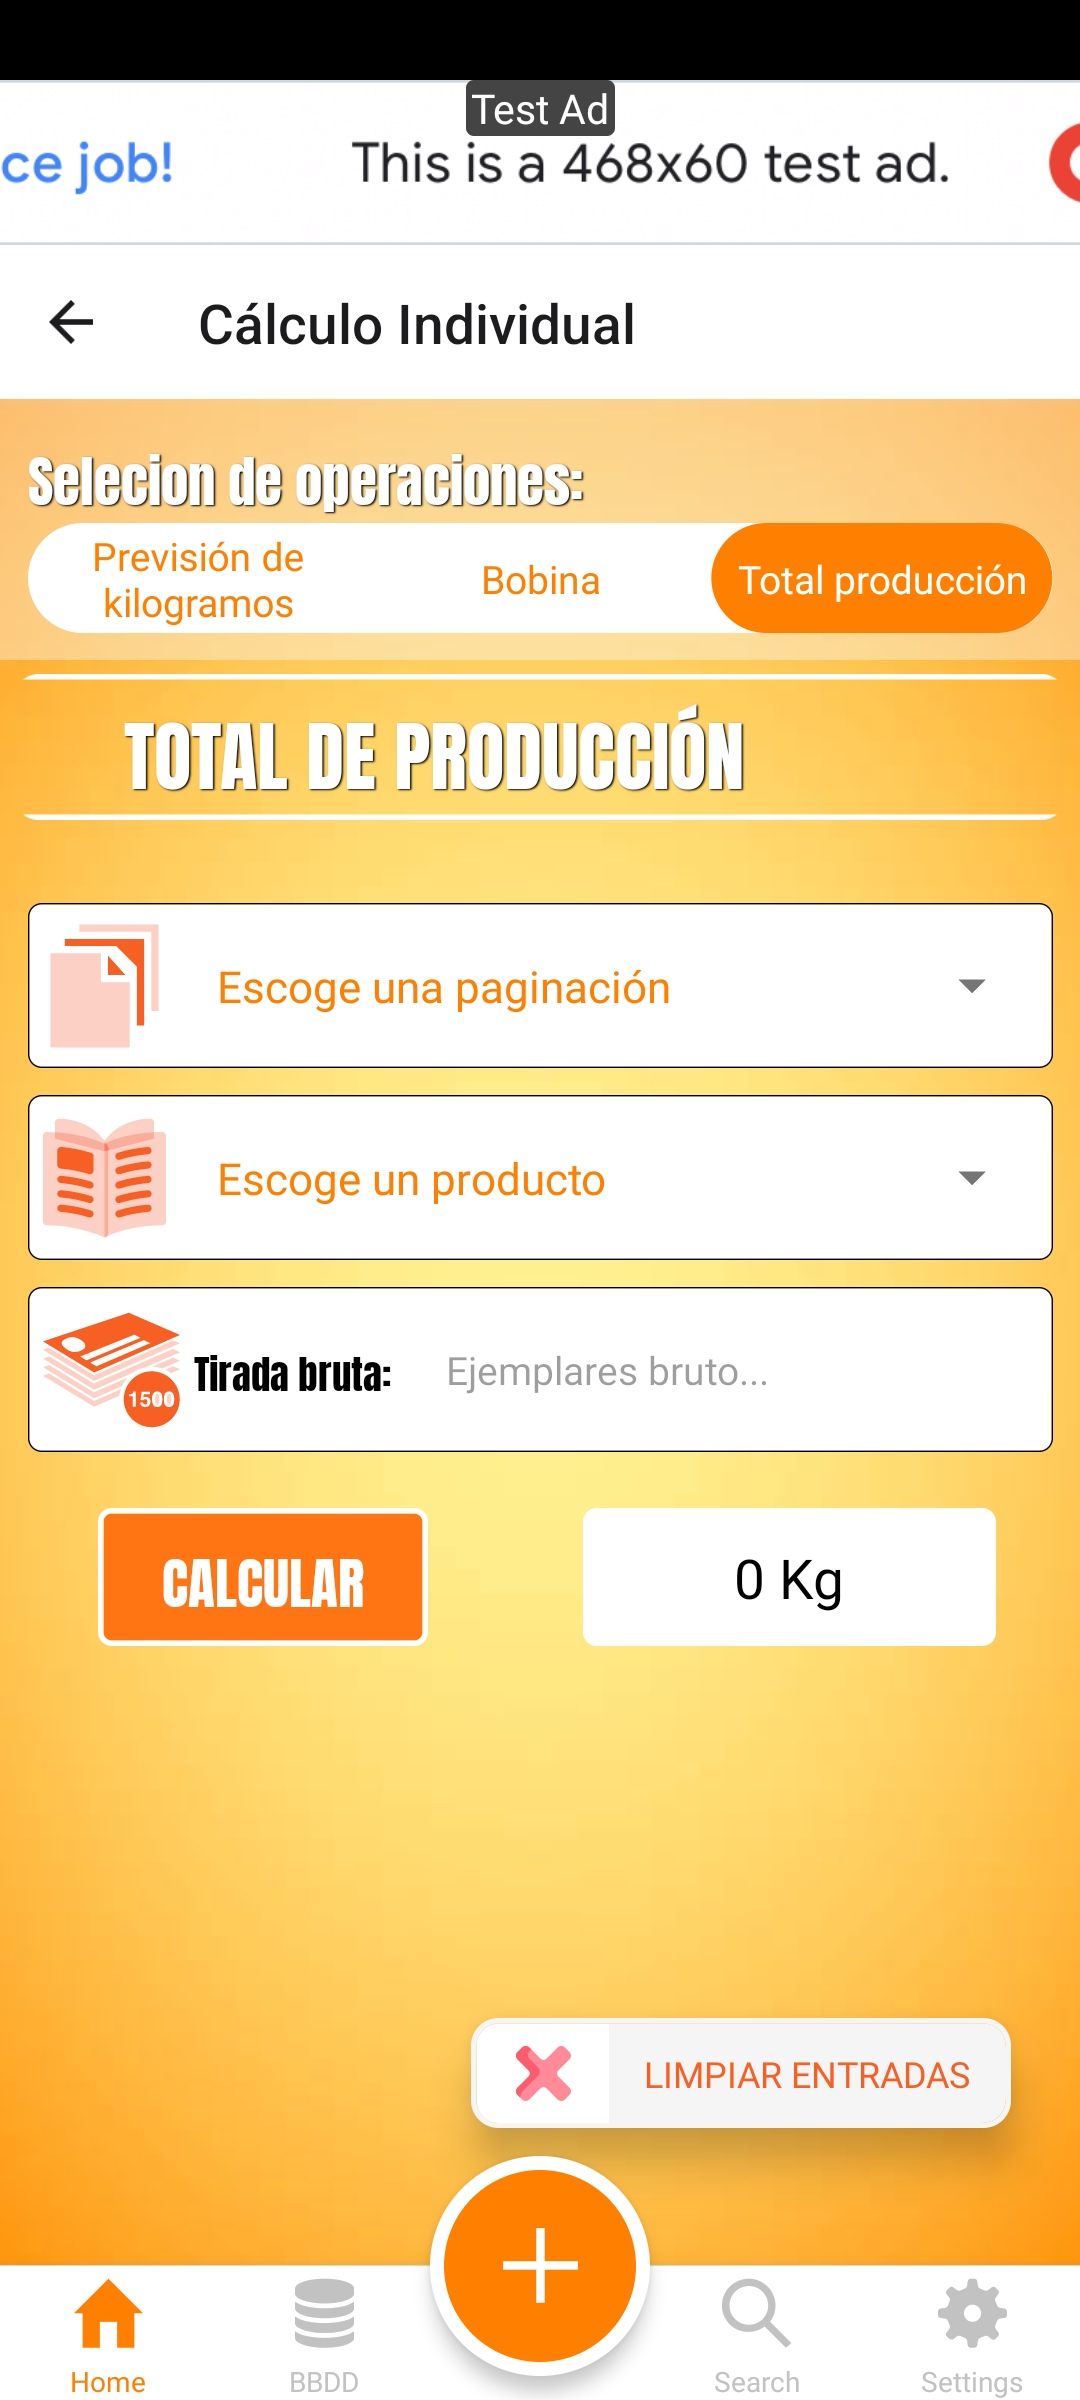 Test Ad
ce job!
This is a 468x60 test ad.
Cálculo Individual
Selecion de operaciones:
Previsión de
kilogramos
Bobina
Total producción
TOTAL DE PRODUCCIÓN
Escoge una paginación
Escoge un producto
1500
Tirada bruta:
Ejemplares bruto...
CALCULAR
0 Kg
LIMPIAR ENTRADAS
Home
BBDD
Search
Settings